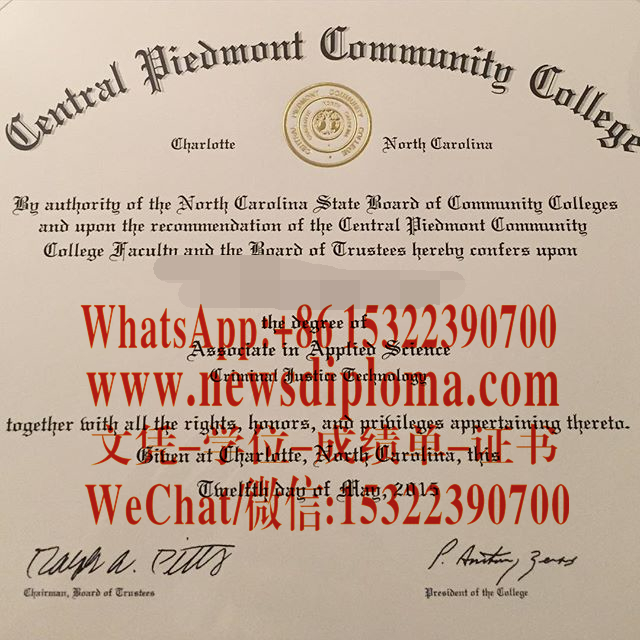 Central Piedmont Community College
Charlotte North Carolina
By authority of the North Carolina State Board of Community Colleges
and upon the recommendation of the Central Piedmont Community
College Faculty and the Board of Trustees hereby confers upon
the degree of
WhatsApp:+86 15322390700
Associate in Applied Science
Criminal Justice Technology
www.newsdiploma.com
together with all the rights, honors, and privileges appertaining thereto.
文凭–学位–成绩单–证书
Given at Charlotte, North Carolina, this
Twelfth day of May, 2015
WeChat/微信:15322390700
Ralph A. Pitts
P. Anthony Zeiss
Chairman, Board of Trustees
President of the College